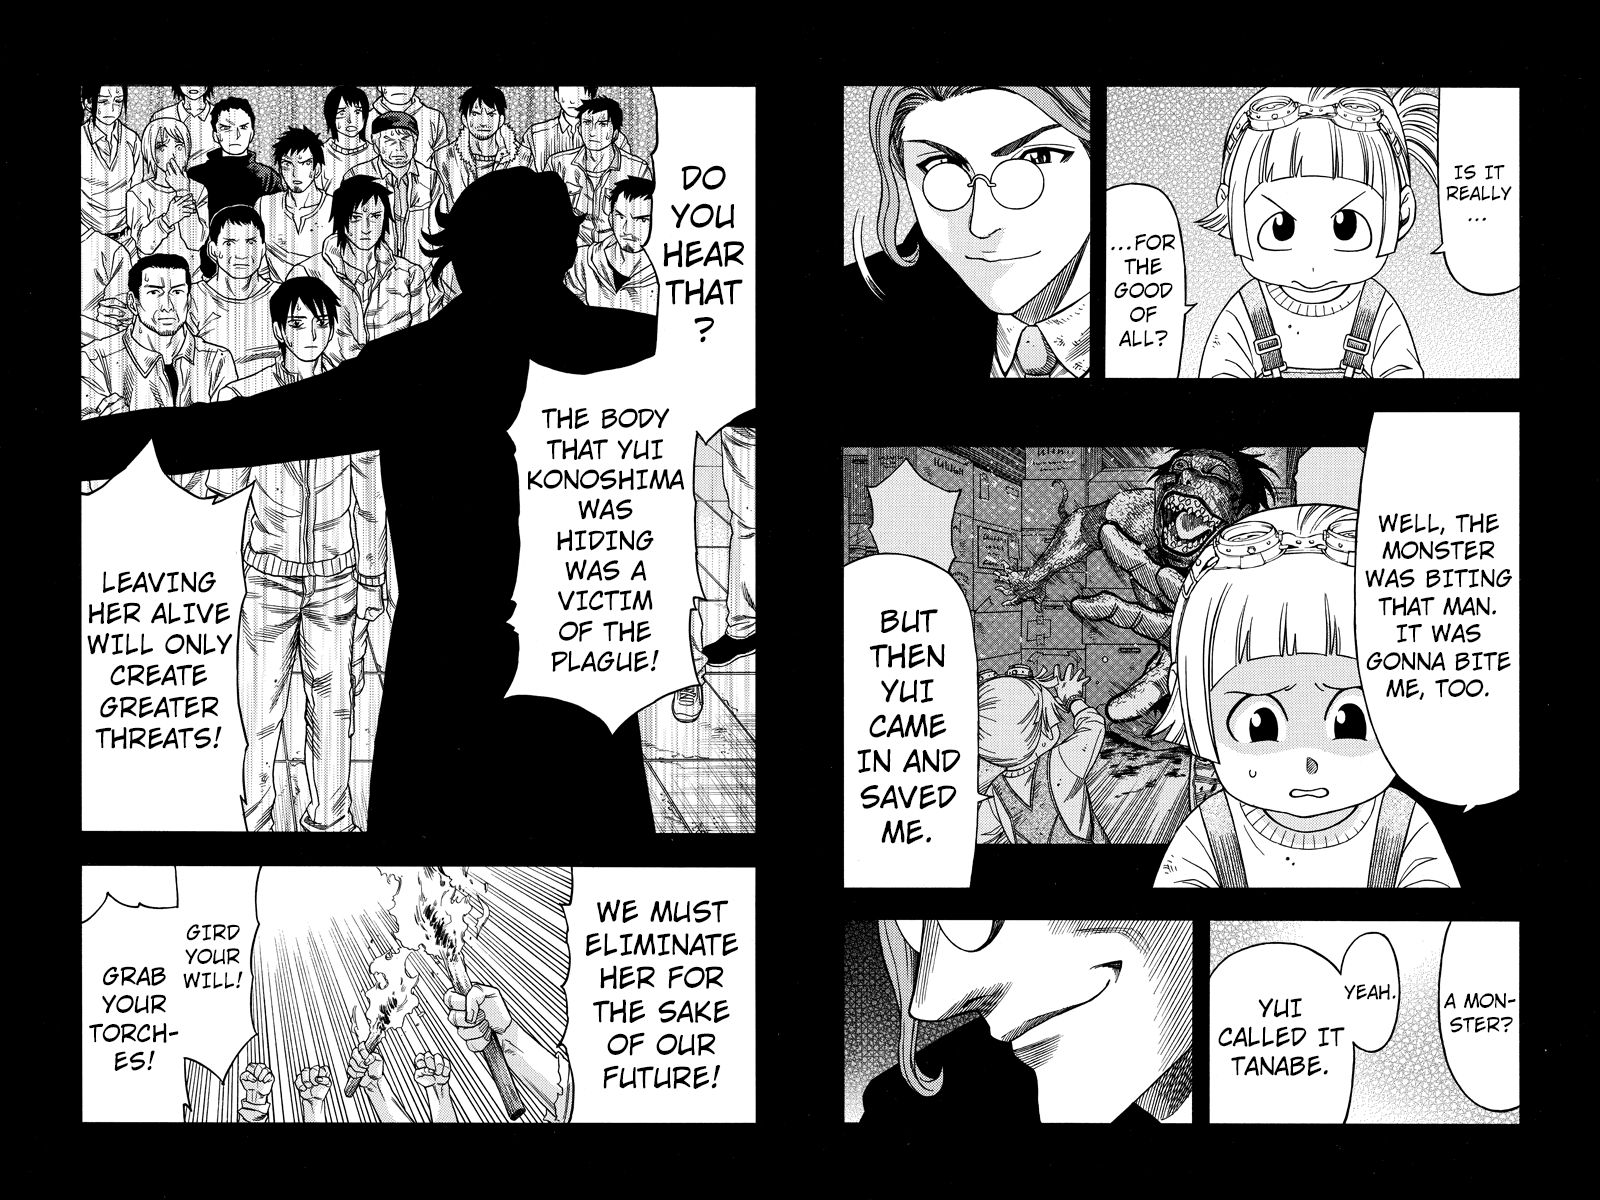 IS IT
REALLY
...
...FOR
THE
GOOD
OF
ALL?
WELL, THE
MONSTER
WAS BITING
THAT MAN.
IT WAS
GONNA BITE
ME, TOO.
BUT
THEN
YUI
CAME
IN AND
SAVED
ME.
A MON-
STER?
YEAH.
YUI
CALLED IT
TANABE.
DO
YOU
HEAR
THAT
?
THE BODY
THAT YUI
KONOSHIMA
WAS
HIDING
WAS A
VICTIM
OF THE
PLAGUE!
LEAVING
HER ALIVE
WILL ONLY
CREATE
GREATER
THREATS!
WE MUST
ELIMINATE
HER FOR
THE SAKE
OF OUR
FUTURE!
GIRD
YOUR
WILL!
GRAB
YOUR
TORCH-
ES!